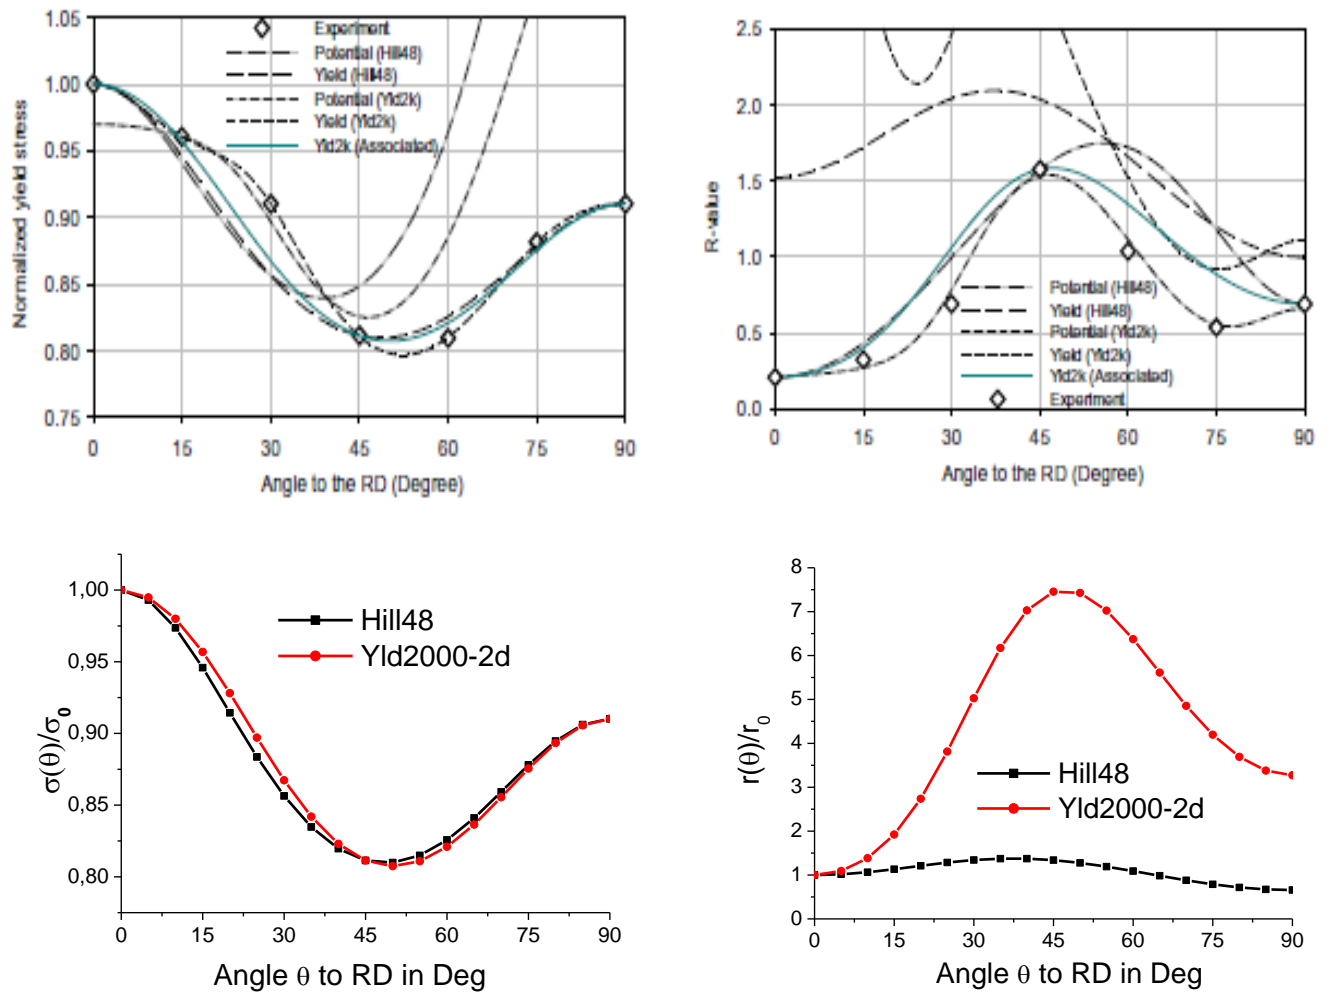 1.05
1.00
0.95
0.90
0.85
0.80
0.75
Normalized yield stress
Experiment
Potential (Hill48)
Yield (Hill48)
Potential (Yld2k)
Yield (Yld2k)
Yld2k (Associated)
0 15 30 45 60 75 90
Angle to the RD (Degree)
2.5
2.0
1.5
1.0
0.5
0.0
R-value
Potential (Hill48)
Yield (Hill48)
Potential (Yld2k)
Yield (Yld2k)
Yld2k (Associated)
Experiment
0 15 30 45 60 75 90
Angle to the RD (Degree)
1,00
0,95
0,90
0,85
0,80
σ(θ)/σ₀
Hill48
Yld2000-2d
0 15 30 45 60 75 90
Angle θ to RD in Deg
8
7
6
5
4
3
2
1
0
r(θ)/r₀
Hill48
Yld2000-2d
0 15 30 45 60 75 90
Angle θ to RD in Deg